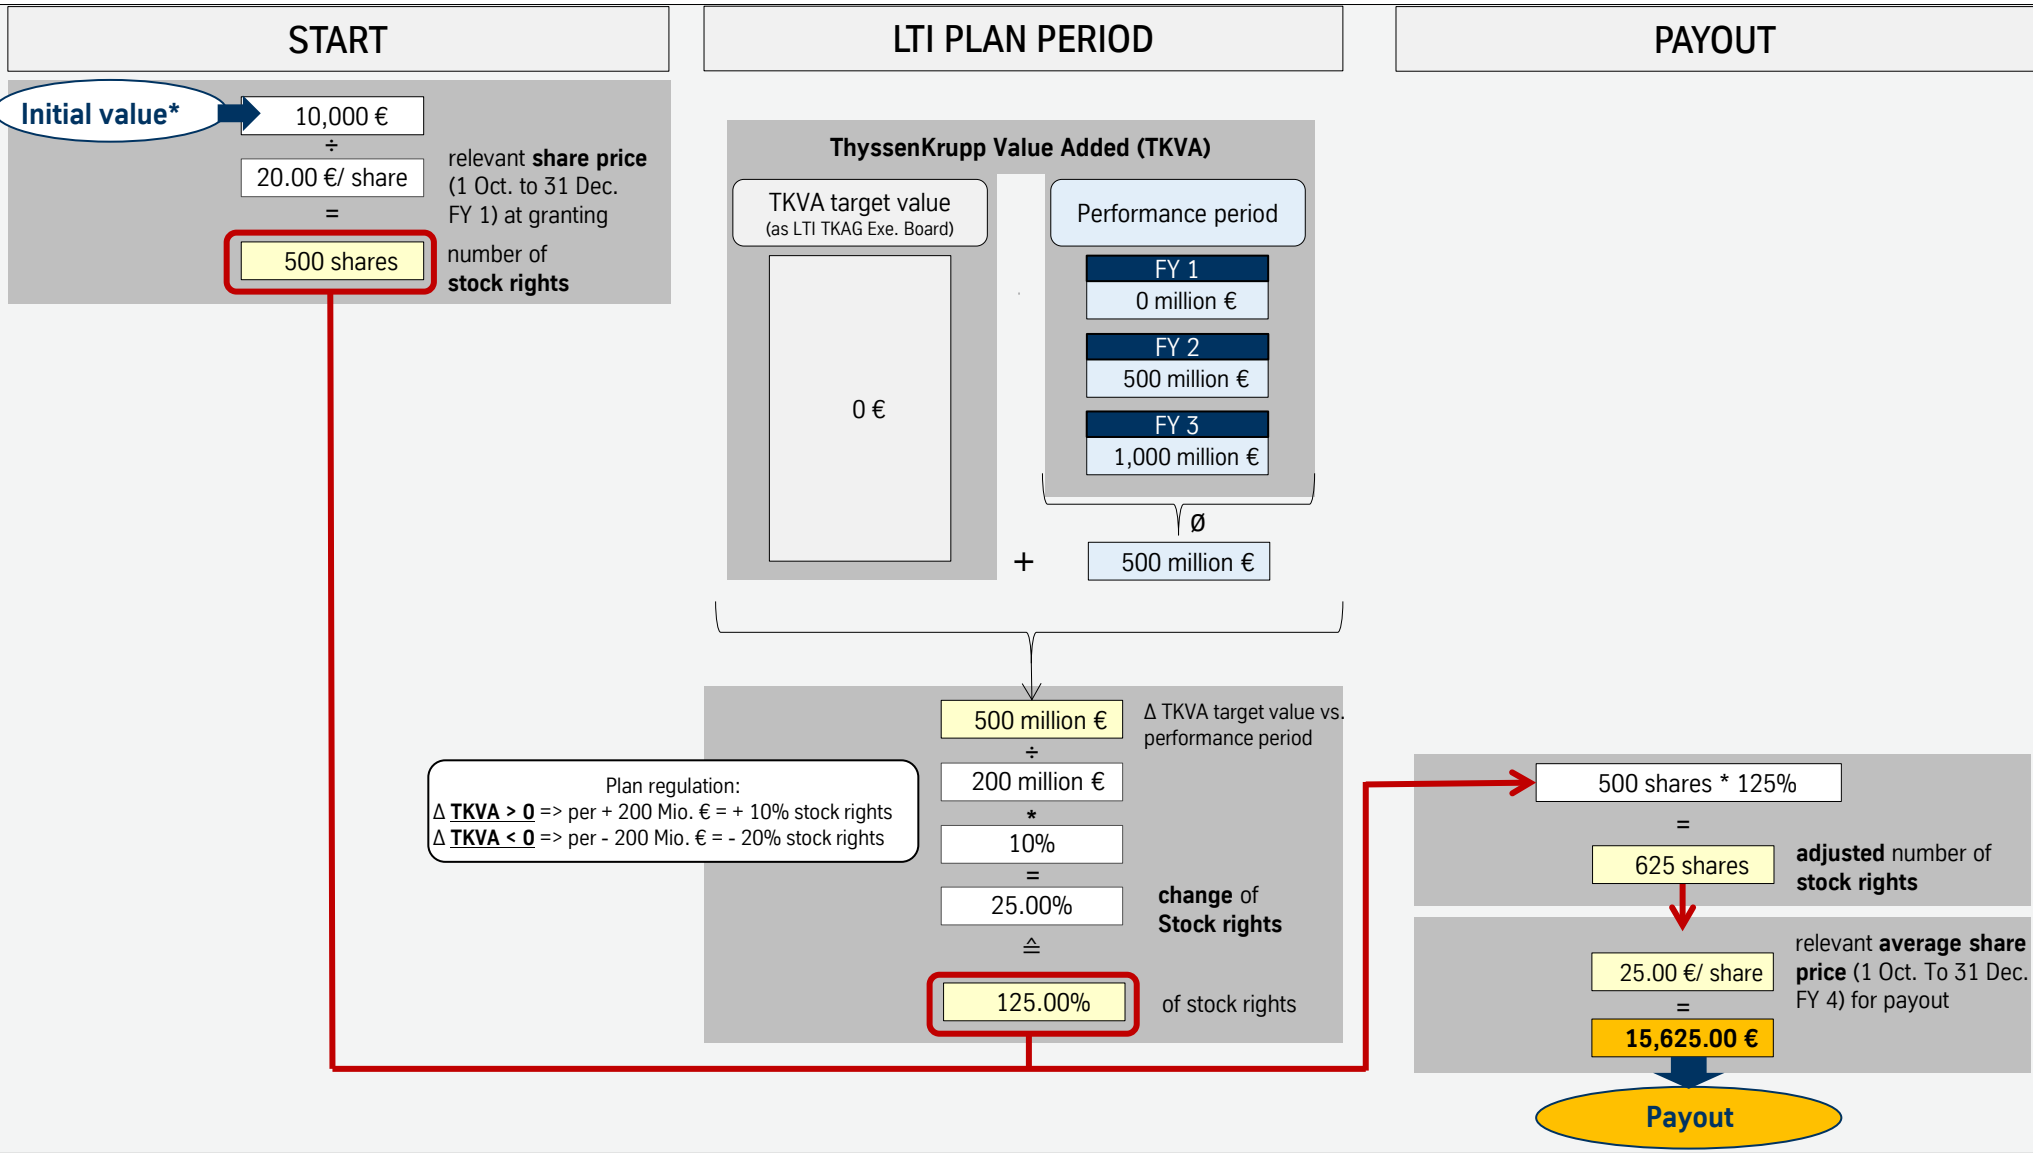 START
LTI PLAN PERIOD
PAYOUT
Initial value*
10,000 €
÷
20.00 €/ share
=
500 shares
relevant share price
(1 Oct. to 31 Dec.
FY 1) at granting
number of
stock rights
ThyssenKrupp Value Added (TKVA)
TKVA target value
(as LTI TKAG Exe. Board)
0 €
Performance period
FY 1
0 million €
FY 2
500 million €
FY 3
1,000 million €
Ø
+
500 million €
500 million €
Δ TKVA target value vs.
performance period
÷
200 million €
*
10%
=
25.00%
change of
Stock rights
≙
125.00%
of stock rights
Plan regulation:
Δ TKVA > 0 => per + 200 Mio. € = + 10% stock rights
Δ TKVA < 0 => per - 200 Mio. € = - 20% stock rights
500 shares * 125%
=
625 shares
adjusted number of
stock rights
25.00 €/ share
relevant average share
price (1 Oct. To 31 Dec.
FY 4) for payout
=
15,625.00 €
Payout